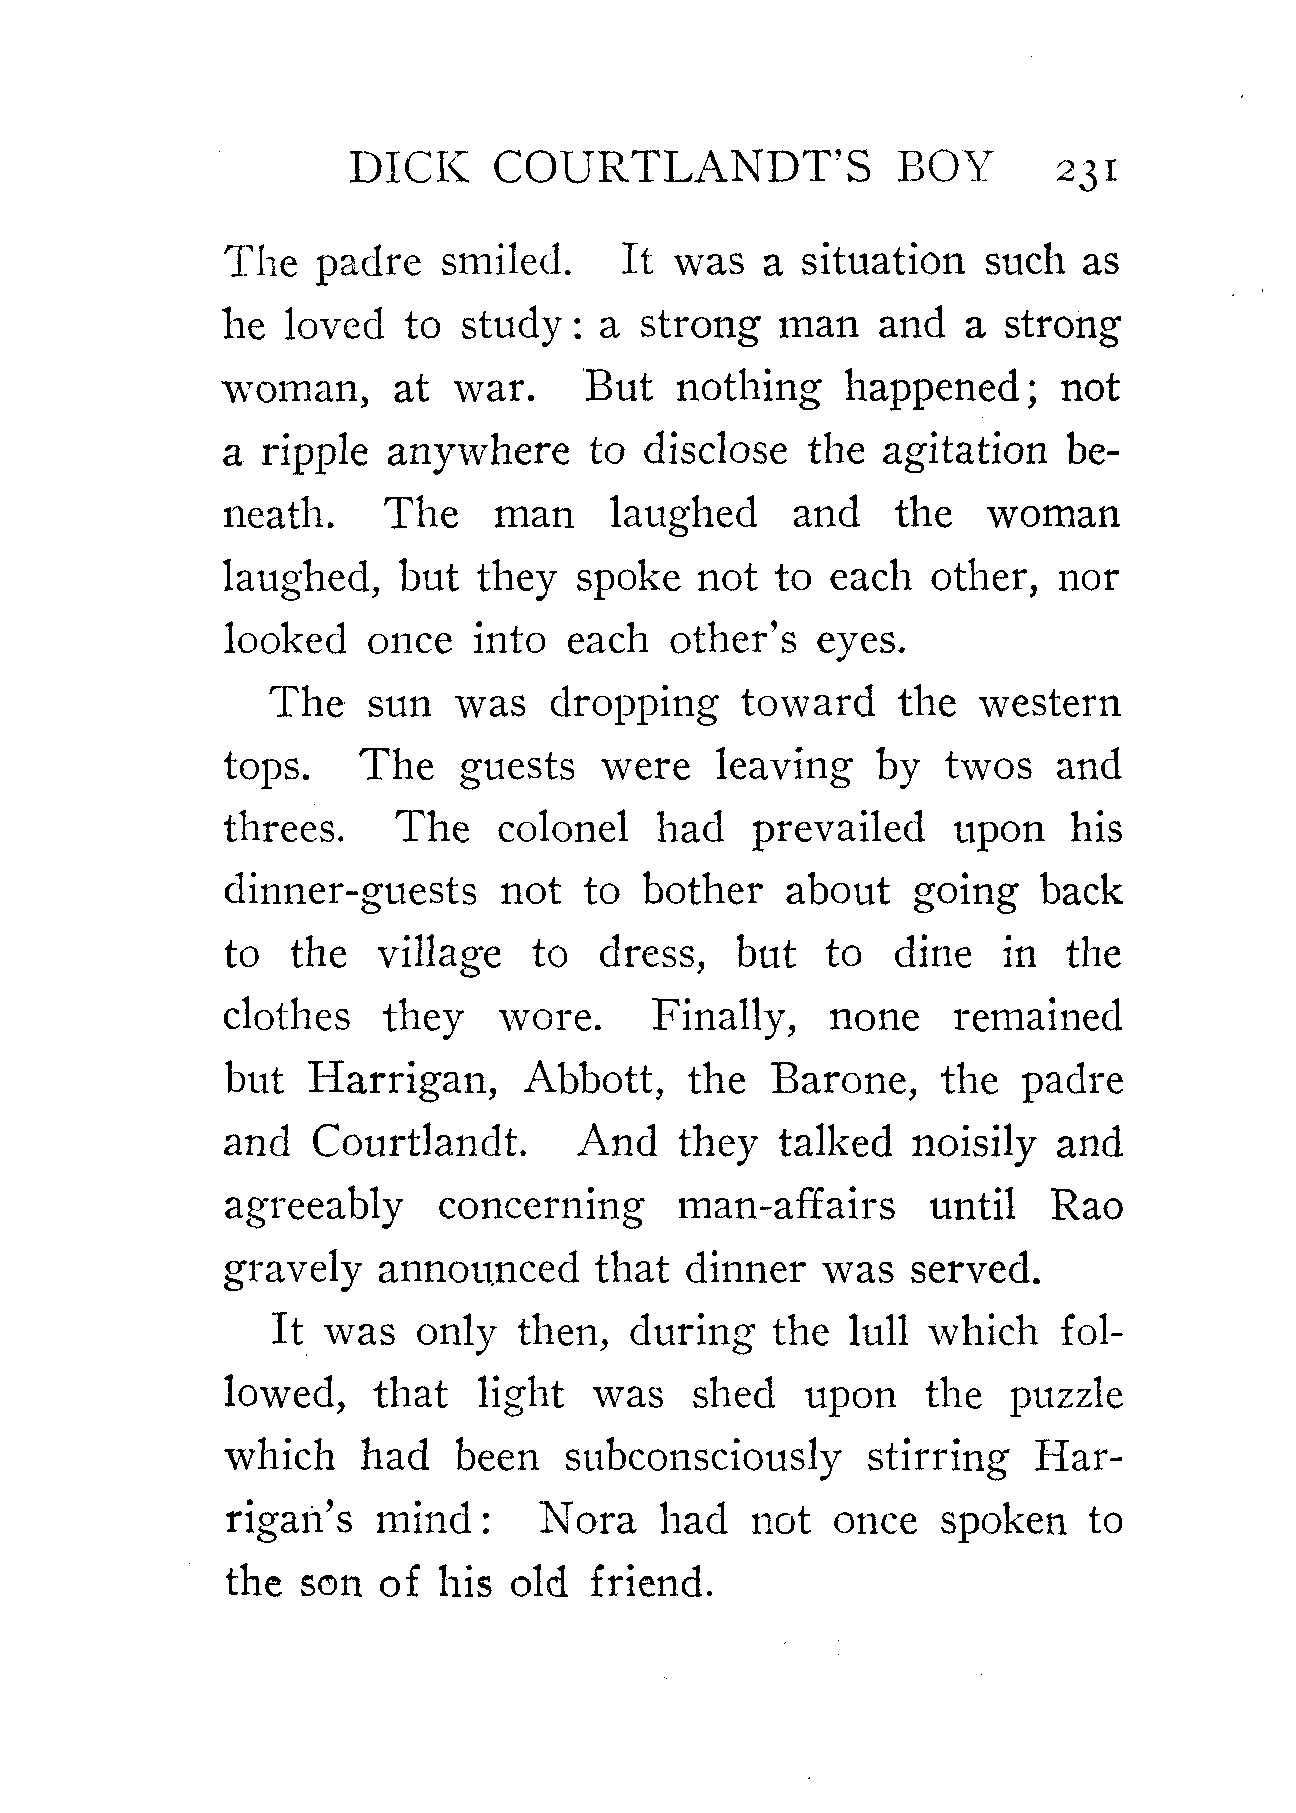 DICK COURTLANDT'S BOY 231
The padre smiled. It was a situation such as
he loved to study: a strong man and a strong
woman, at war. But nothing happened; not
a ripple anywhere to disclose the agitation be-
neath. The man laughed and the woman
laughed, but they spoke not to each other, nor
looked once into each other's eyes.
The sun was dropping toward the western
tops. The guests were leaving by twos and
threes. The colonel had prevailed upon his
dinner-guests not to bother about going back
to the village to dress, but to dine in the
clothes they wore. Finally, none remained
but Harrigan, Abbott, the Barone, the padre
and Courtlandt. And they talked noisily and
agreeably concerning man-affairs until Rao
gravely announced that dinner was served.
It was only then, during the lull which fol-
lowed, that light was shed upon the puzzle
which had been subconsciously stirring Har-
rigan's mind: Nora had not once spoken to
the son of his old friend.